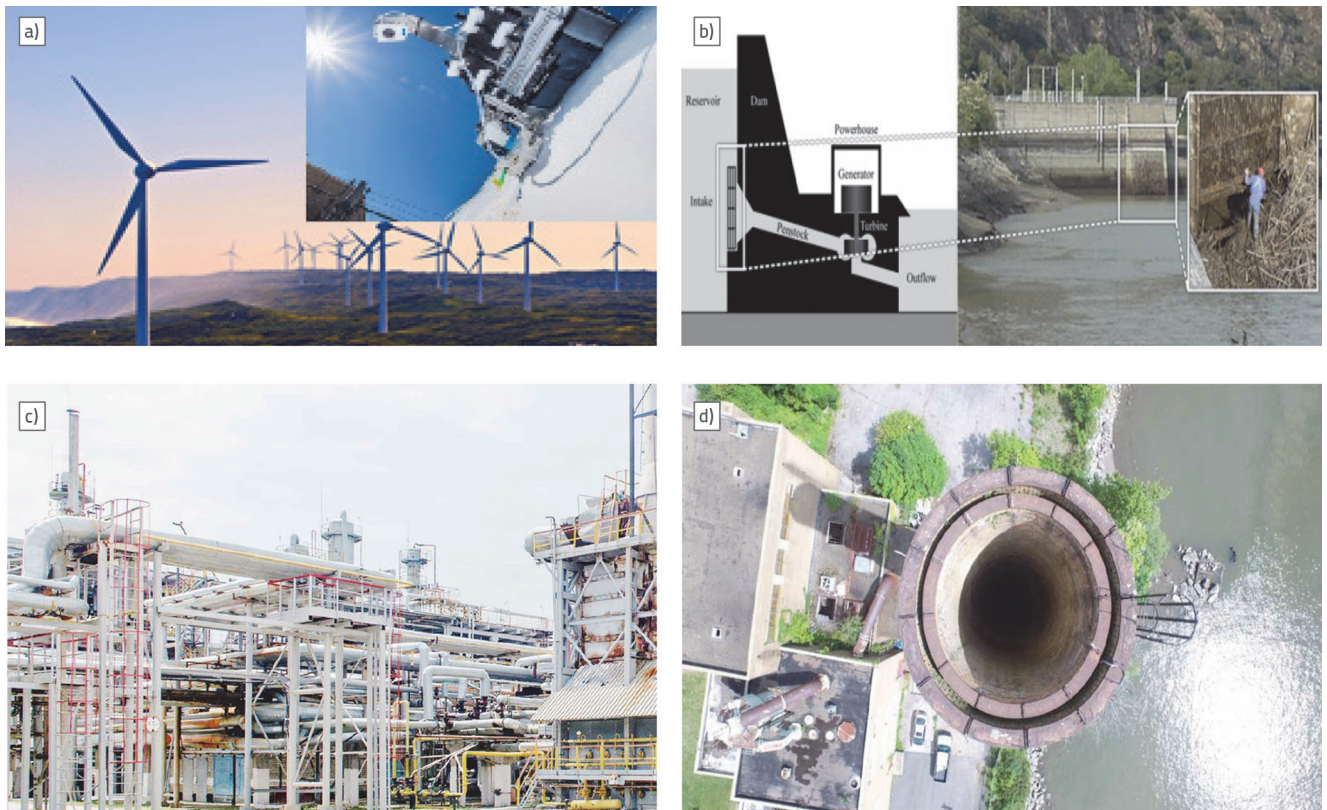 a)
b)
Reservoir
Dam
Powerhouse
Generator
Intake
Turbine
Penstock
Outflow
c)
d)